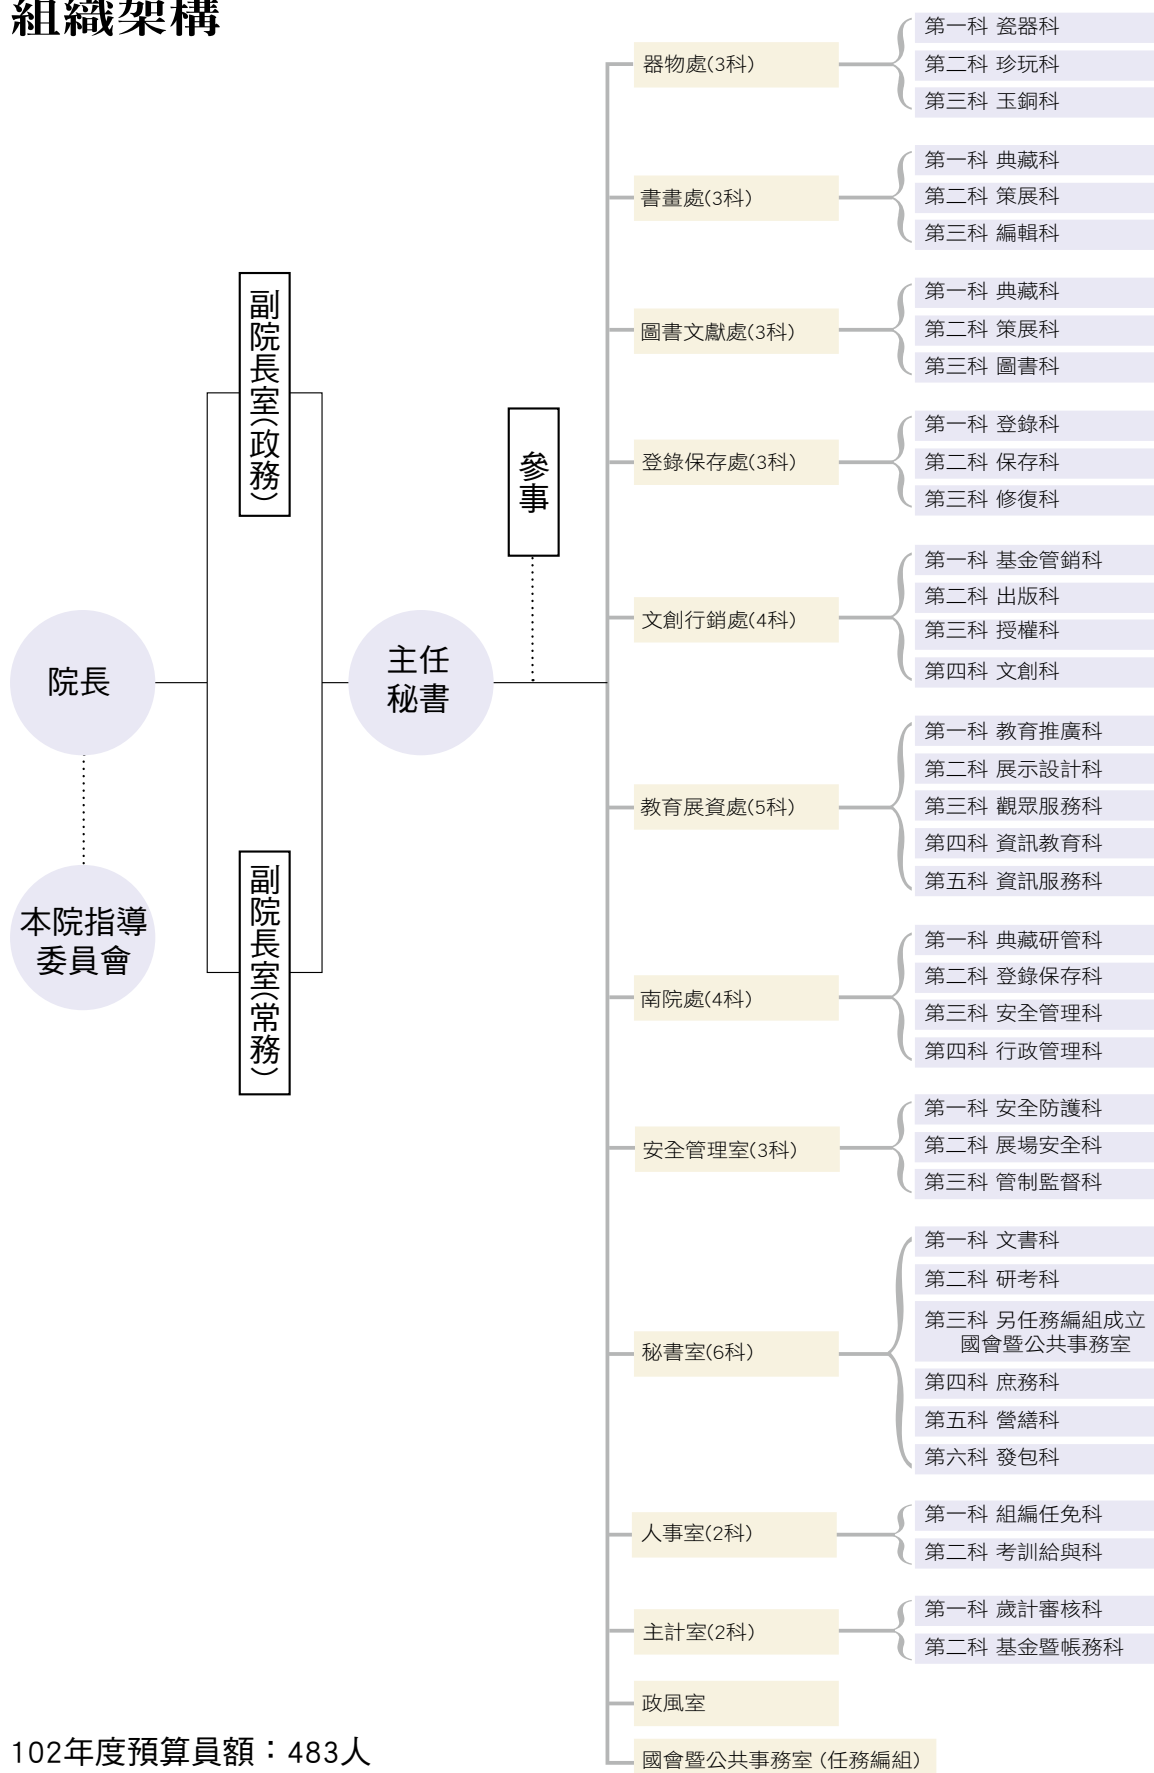 組織架構
院長
本院指導
委員會
副院長室(政務)
副院長室(常務)
主任
秘書
參事
器物處(3科)
第一科 瓷器科
第二科 珍玩科
第三科 玉銅科
書畫處(3科)
第一科 典藏科
第二科 策展科
第三科 編輯科
圖書文獻處(3科)
第一科 典藏科
第二科 策展科
第三科 圖書科
登錄保存處(3科)
第一科 登錄科
第二科 保存科
第三科 修復科
文創行銷處(4科)
第一科 基金管銷科
第二科 出版科
第三科 授權科
第四科 文創科
教育展資處(5科)
第一科 教育推廣科
第二科 展示設計科
第三科 觀眾服務科
第四科 資訊教育科
第五科 資訊服務科
南院處(4科)
第一科 典藏研管科
第二科 登錄保存科
第三科 安全管理科
第四科 行政管理科
安全管理室(3科)
第一科 安全防護科
第二科 展場安全科
第三科 管制監督科
秘書室(6科)
第一科 文書科
第二科 研考科
第三科 另任務編組成立
國會暨公共事務室
第四科 庶務科
第五科 營繕科
第六科 發包科
人事室(2科)
第一科 組編任免科
第二科 考訓給與科
主計室(2科)
第一科 歲計審核科
第二科 基金暨帳務科
政風室
國會暨公共事務室 (任務編組)
102年度預算員額：483人